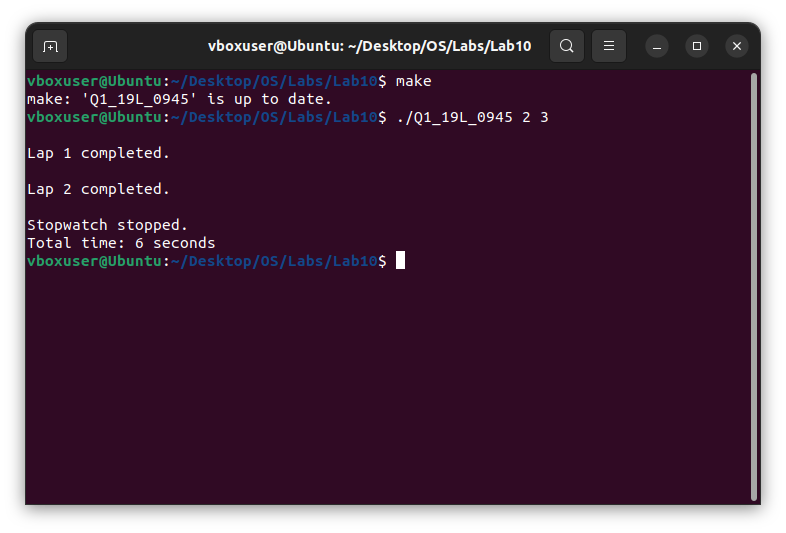 vboxuser@Ubuntu: ~/Desktop/OS/Labs/Lab10
vboxuser@Ubuntu:~/Desktop/OS/Labs/Lab10$ make
make: 'Q1_19L_0945' is up to date.
vboxuser@Ubuntu:~/Desktop/OS/Labs/Lab10$ ./Q1_19L_0945 2 3
Lap 1 completed.
Lap 2 completed.
Stopwatch stopped.
Total time: 6 seconds
vboxuser@Ubuntu:~/Desktop/OS/Labs/Lab10$